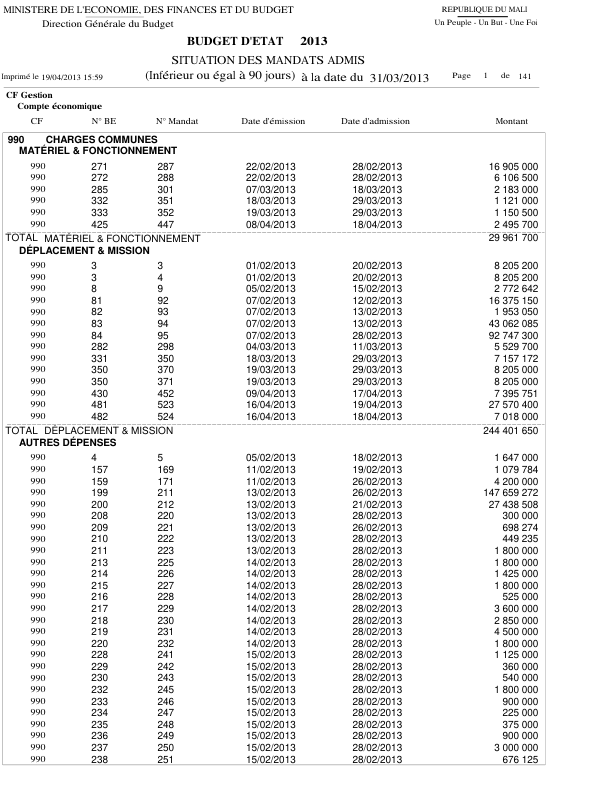 MINISTERE DE L'ECONOMIE, DES FINANCES ET DU BUDGET REPUBLIQUE DU MALI
Direction Générale du Budget Un Peuple - Un But - Une Foi
BUDGET D'ETAT 2013
SITUATION DES MANDATS ADMIS
Imprimé le 19/04/2013 15:59 (Inférieur ou égal à 90 jours) à la date du 31/03/2013 Page 1 de 141
CF Gestion
Compte économique
CF N° BE N° Mandat Date d'émission Date d'admission Montant
990 CHARGES COMMUNES
MATÉRIEL & FONCTIONNEMENT
990 271 287 22/02/2013 28/02/2013 16 905 000
990 272 288 22/02/2013 28/02/2013 6 106 500
990 285 301 07/03/2013 18/03/2013 2 183 000
990 332 351 18/03/2013 29/03/2013 1 121 000
990 333 352 19/03/2013 29/03/2013 1 150 500
990 425 447 08/04/2013 18/04/2013 2 495 700
TOTAL MATÉRIEL & FONCTIONNEMENT 29 961 700
DÉPLACEMENT & MISSION
990 3 3 01/02/2013 20/02/2013 8 205 200
990 3 4 01/02/2013 20/02/2013 8 205 200
990 8 9 05/02/2013 15/02/2013 2 772 642
990 81 92 07/02/2013 12/02/2013 16 375 150
990 82 93 07/02/2013 13/02/2013 1 953 050
990 83 94 07/02/2013 13/02/2013 43 062 085
990 84 95 07/02/2013 28/02/2013 92 747 300
990 282 298 04/03/2013 11/03/2013 5 529 700
990 331 350 18/03/2013 29/03/2013 7 157 172
990 350 370 19/03/2013 29/03/2013 8 205 000
990 350 371 19/03/2013 29/03/2013 8 205 000
990 430 452 09/04/2013 17/04/2013 7 395 751
990 481 523 16/04/2013 19/04/2013 27 570 400
990 482 524 16/04/2013 18/04/2013 7 018 000
TOTAL DÉPLACEMENT & MISSION 244 401 650
AUTRES DÉPENSES
990 4 5 05/02/2013 18/02/2013 1 647 000
990 157 169 11/02/2013 19/02/2013 1 079 784
990 159 171 11/02/2013 26/02/2013 4 200 000
990 199 211 13/02/2013 26/02/2013 147 659 272
990 200 212 13/02/2013 21/02/2013 27 438 508
990 208 220 13/02/2013 28/02/2013 300 000
990 209 221 13/02/2013 26/02/2013 698 274
990 210 222 13/02/2013 28/02/2013 449 235
990 211 223 13/02/2013 28/02/2013 1 800 000
990 213 225 14/02/2013 28/02/2013 1 800 000
990 214 226 14/02/2013 28/02/2013 1 425 000
990 215 227 14/02/2013 28/02/2013 1 800 000
990 216 228 14/02/2013 28/02/2013 525 000
990 217 229 14/02/2013 28/02/2013 3 600 000
990 218 230 14/02/2013 28/02/2013 2 850 000
990 219 231 14/02/2013 28/02/2013 4 500 000
990 220 232 14/02/2013 28/02/2013 1 800 000
990 228 241 15/02/2013 28/02/2013 1 125 000
990 229 242 15/02/2013 28/02/2013 360 000
990 230 243 15/02/2013 28/02/2013 540 000
990 232 245 15/02/2013 28/02/2013 1 800 000
990 233 246 15/02/2013 28/02/2013 900 000
990 234 247 15/02/2013 28/02/2013 225 000
990 235 248 15/02/2013 28/02/2013 375 000
990 236 249 15/02/2013 28/02/2013 900 000
990 237 250 15/02/2013 28/02/2013 3 000 000
990 238 251 15/02/2013 28/02/2013 676 125